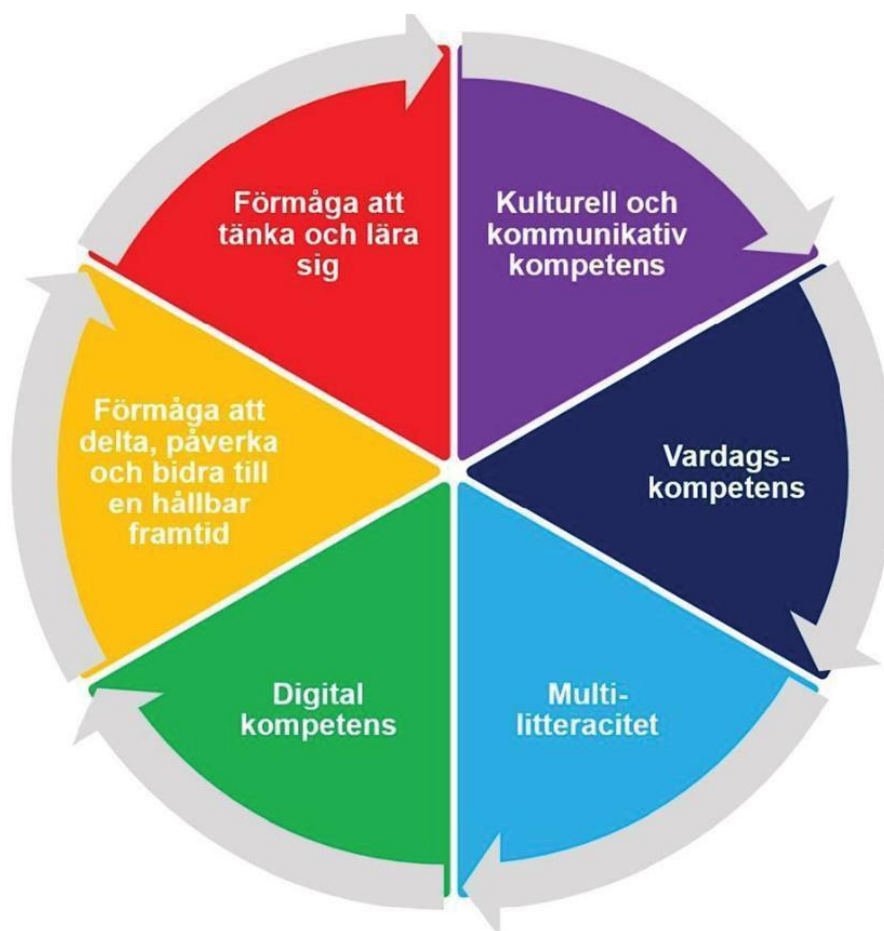 Förmåga att
tänka och lära
sig
Kulturell och
kommunikativ
kompetens
Vardags-
kompetens
Multi-
litteracitet
Digital
kompetens
Förmåga att
delta, påverka
och bidra till
en hållbar
framtid